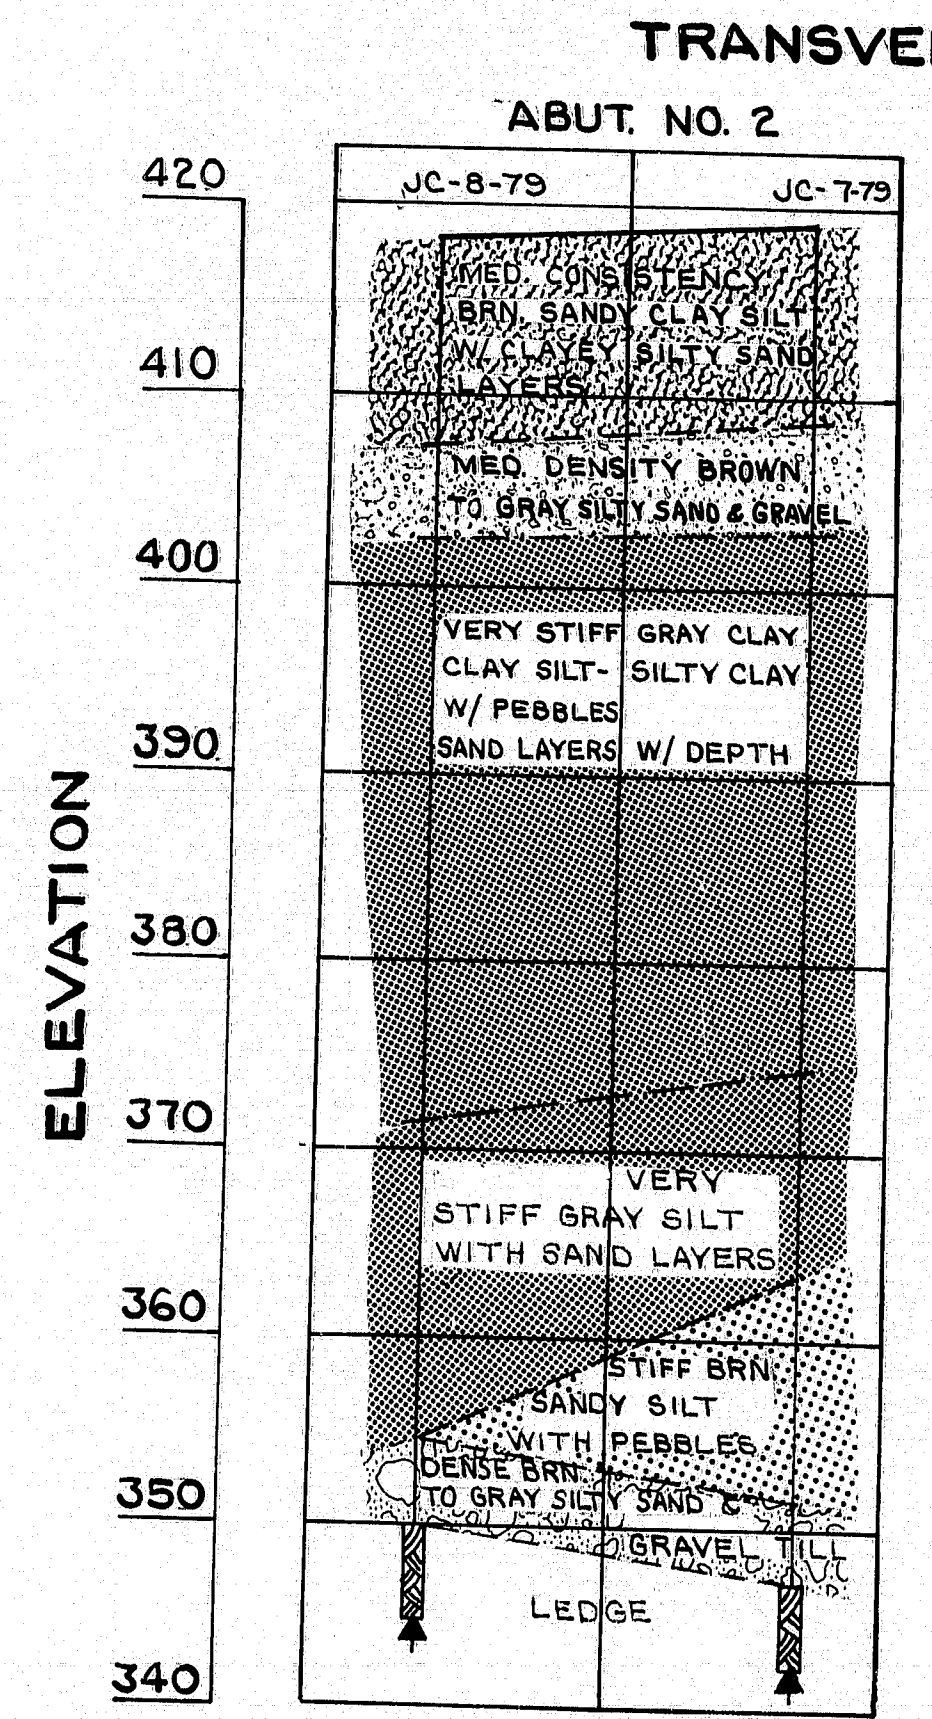 TRANSVE
ABUT. NO. 2
JC-8-79 JC-7-79
420
MED. CONSISTENCY
BRN. SANDY CLAY SILT
W/ CLAYEY SILTY SAND
LAYERS
410
MED. DENSITY BROWN
TO GRAY SILTY SAND & GRAVEL
400
VERY STIFF GRAY CLAY
CLAY SILT- SILTY CLAY
W/ PEBBLES
SAND LAYERS W/ DEPTH
390
ELEVATION
380
370
VERY
STIFF GRAY SILT
WITH SAND LAYERS
360
STIFF BRN.
SANDY SILT
WITH PEBBLES
DENSE BRN.
TO GRAY SILTY SAND &
350
GRAVEL TILL
LEDGE
340